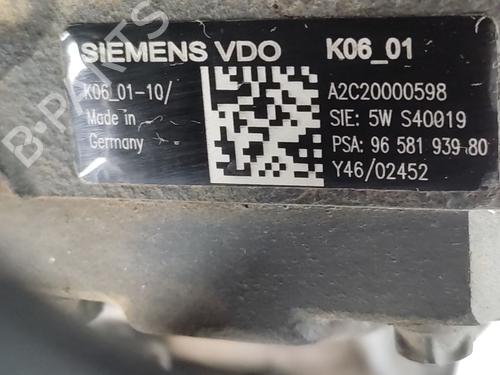 SIEMENS VDO K06_01
K06_01-10/ A2C20000598
Made in SIE: 5W S40019
Germany PSA: 96 581 939 80
Y46/02452
B-PARTS